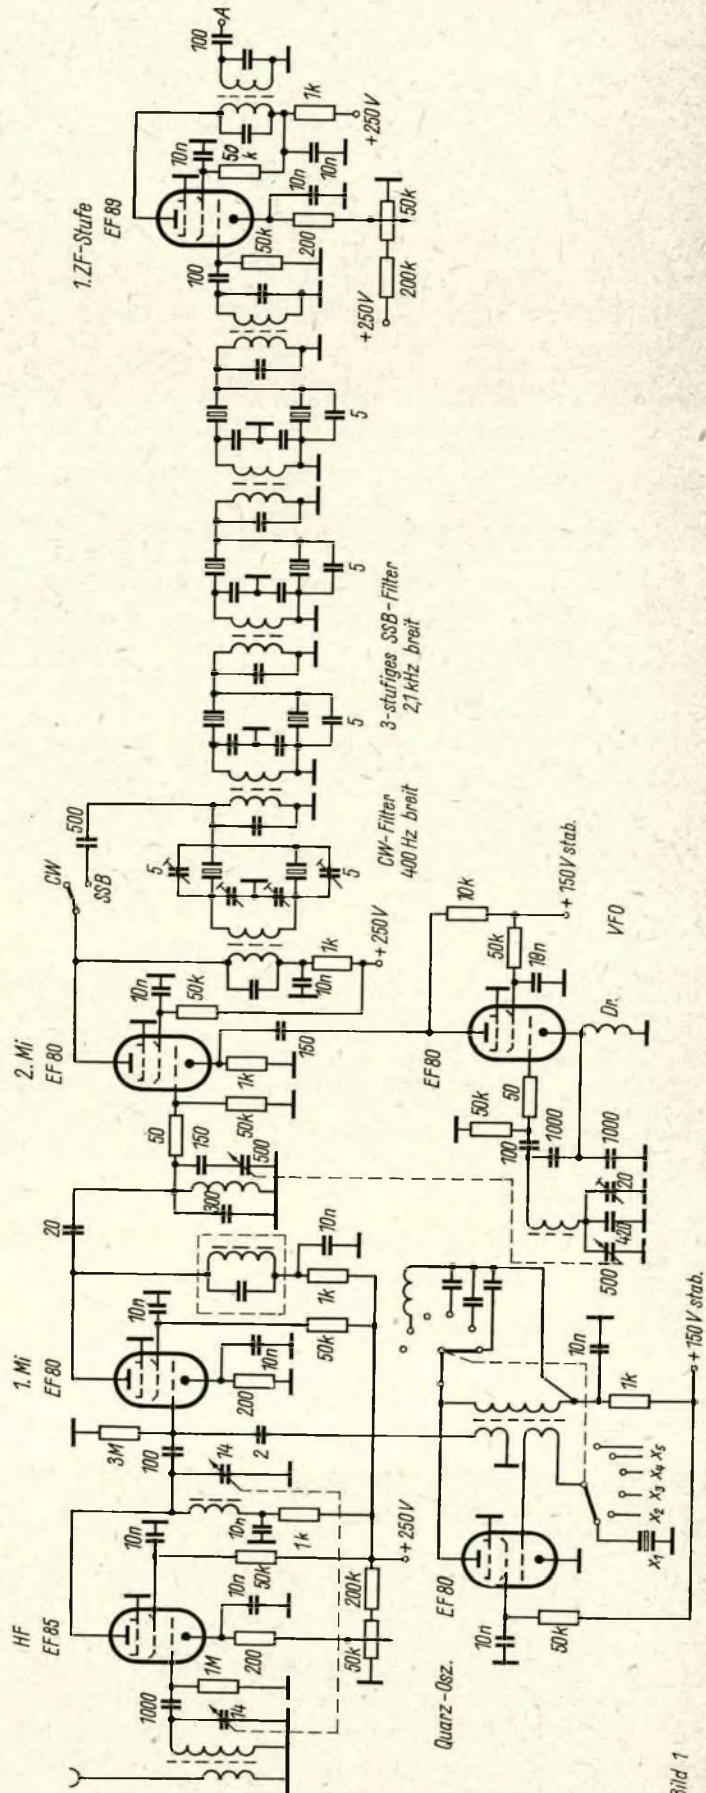 HF
EF85
1000
14
1M
200
10n
50k
10n
10n
1k
50k
200k
+250V
3M
100
14
2
1. Mi
EF80
10n
200
10n
50k
1k
10n
20
300
150
500
50
50k
1k
2. Mi
EF80
10n
50k
150
10n
1k
+250V
CW
SSB
500
5
5
CW-Filter
400 Hz breit
5
5
5
3-stufiges SSB-Filter
2,1 kHz breit
100
50k
200
10n
10n
10n
50
k
1k
+250V
1. ZF-Stufe
EF89
100
A
+250V
200k
50k
Quarz-Osz.
EF80
10n
50k
X1
X2
X3
X4
X5
1k
10n
+150V stab.
EF80
50k
100
50
1000
1000
20
420
500
Dr.
10n
50k
10k
+150V stab.
VFO
Bild 1